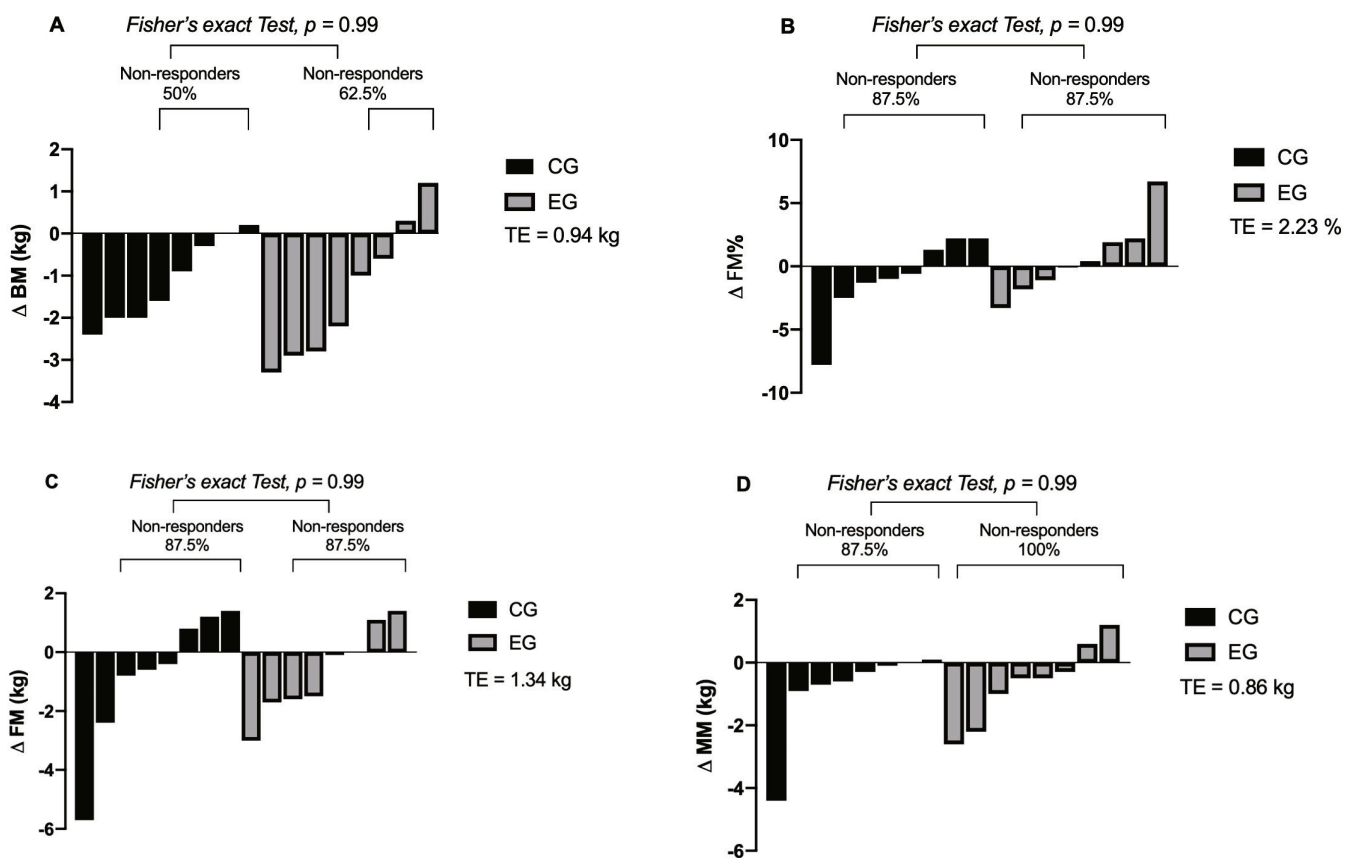 A
Fisher's exact Test, p = 0.99
Non-responders
50%
Non-responders
62.5%
2
1
0
-1
-2
-3
-4
Δ BM (kg)
CG
EG
TE = 0.94 kg
B
Fisher's exact Test, p = 0.99
Non-responders
87.5%
Non-responders
87.5%
10
5
0
-5
-10
Δ FM%
CG
EG
TE = 2.23 %
C
Fisher's exact Test, p = 0.99
Non-responders
87.5%
Non-responders
87.5%
2
0
-2
-4
-6
Δ FM (kg)
CG
EG
TE = 1.34 kg
D
Fisher's exact Test, p = 0.99
Non-responders
87.5%
Non-responders
100%
2
0
-2
-4
-6
Δ MM (kg)
CG
EG
TE = 0.86 kg